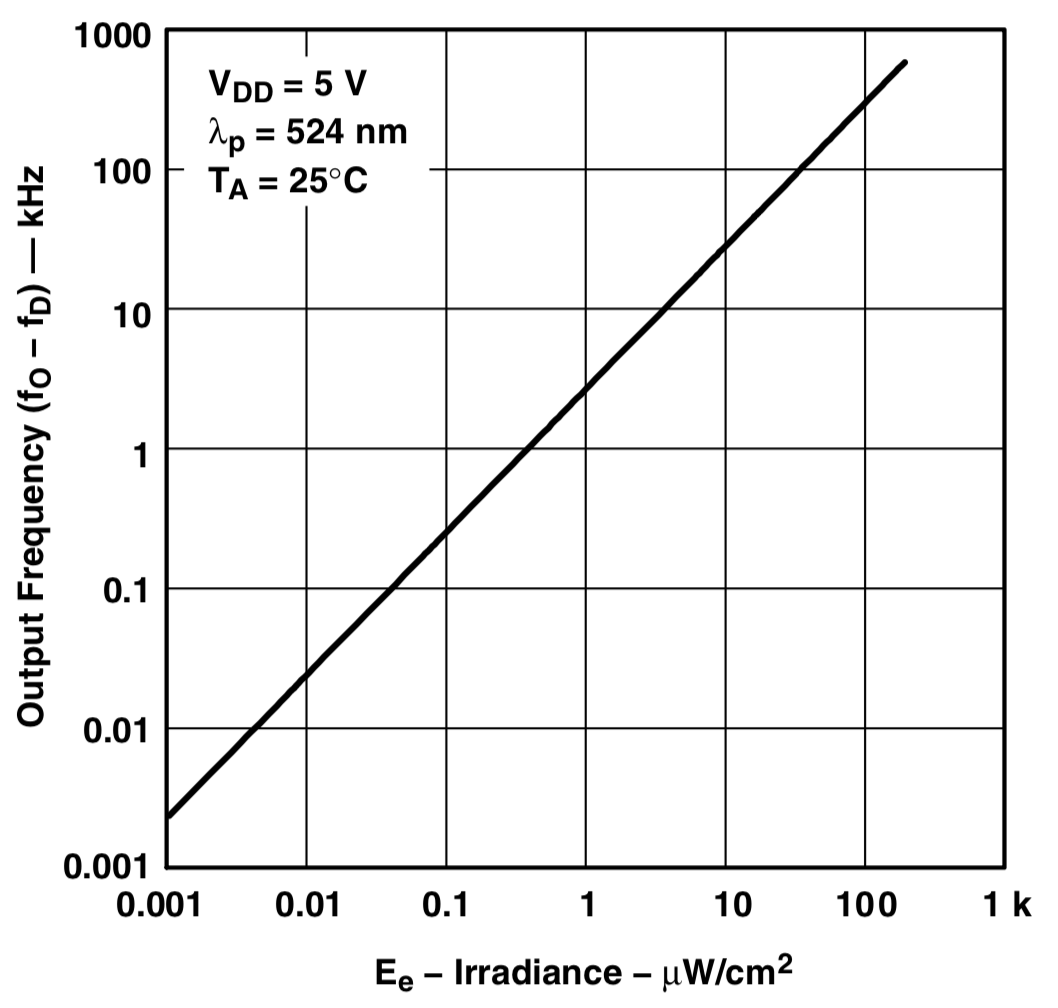 1000
V_DD = 5 V
λ_p = 524 nm
T_A = 25°C
100
10
1
0.1
0.01
0.001
Output Frequency (f_O – f_D) — kHz
0.001 0.01 0.1 1 10 100 1 k
E_e – Irradiance – μW/cm²